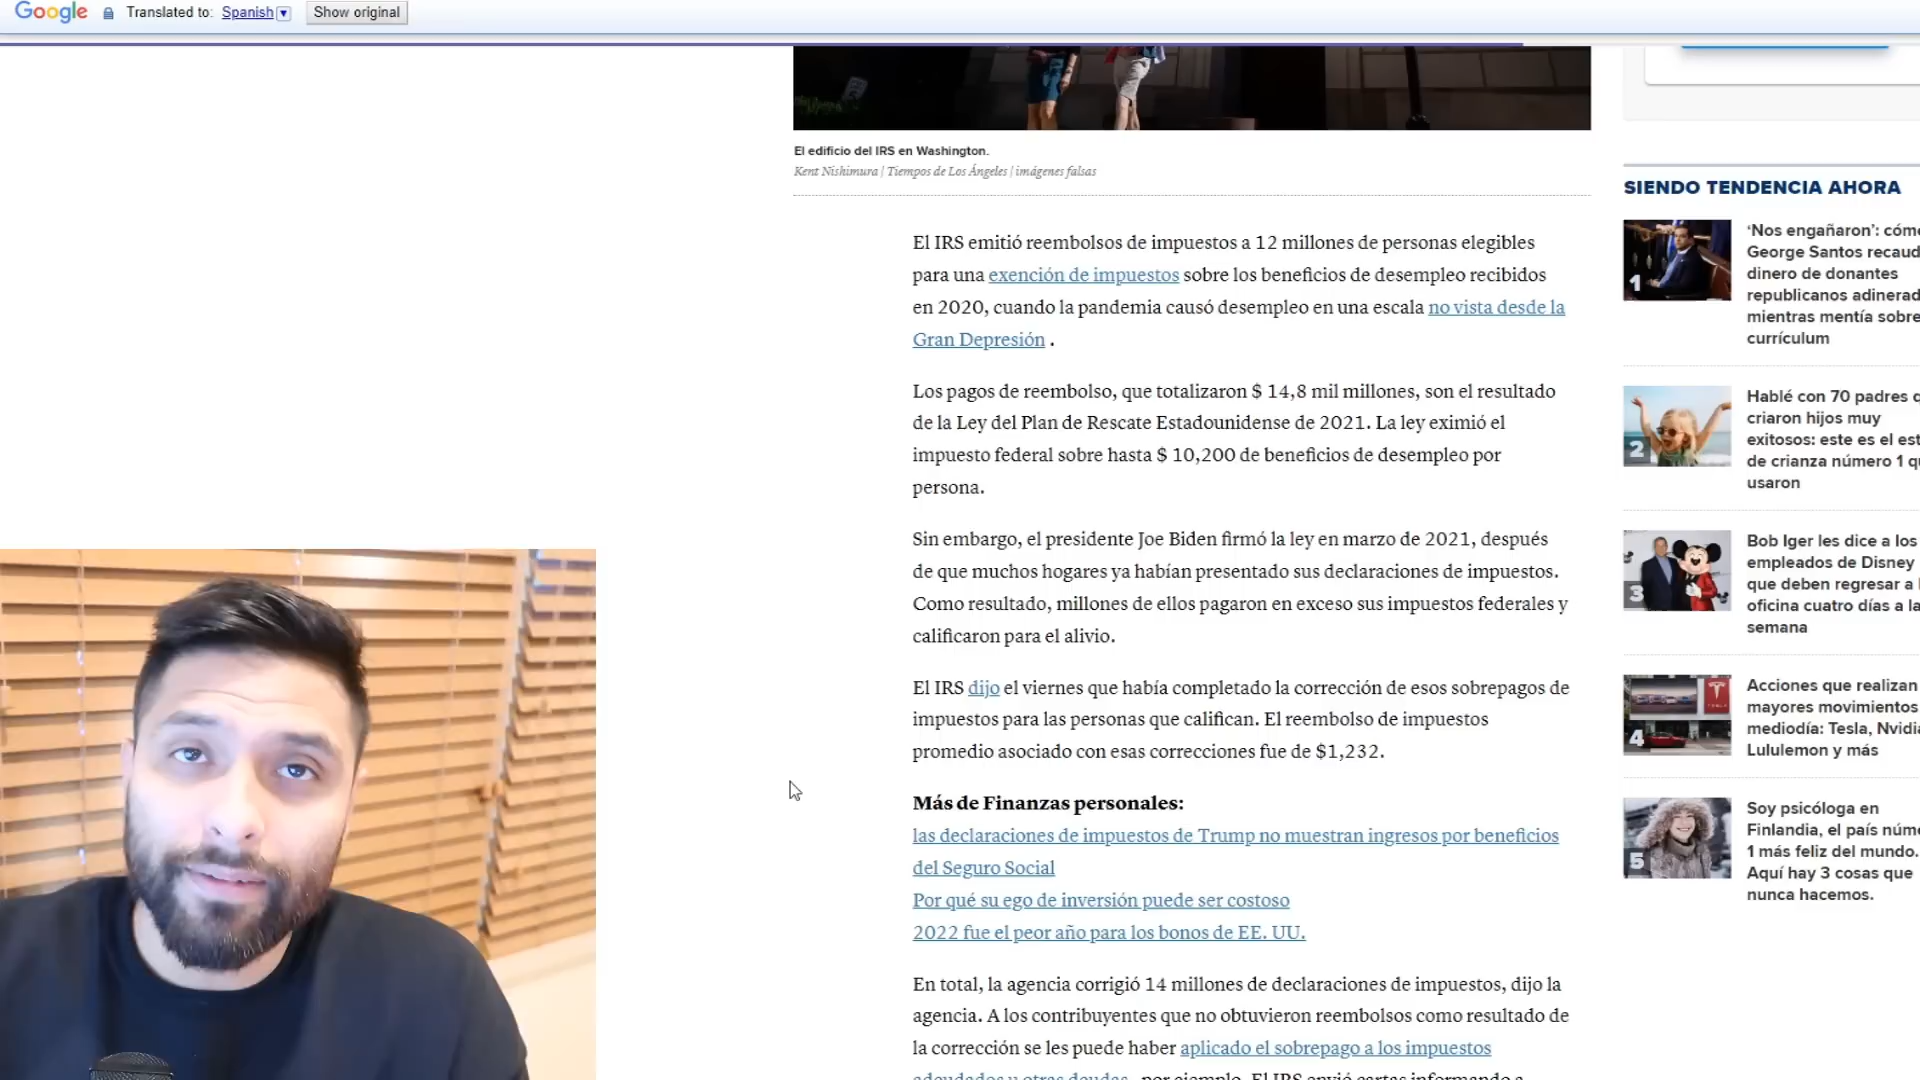 Google Translated to: Spanish Show original
El edificio del IRS en Washington.
Kent Nishimura | Tiempos de Los Ángeles | imágenes falsas
El IRS emitió reembolsos de impuestos a 12 millones de personas elegibles
para una exención de impuestos sobre los beneficios de desempleo recibidos
en 2020, cuando la pandemia causó desempleo en una escala no vista desde la
Gran Depresión .
Los pagos de reembolso, que totalizaron $ 14,8 mil millones, son el resultado
de la Ley del Plan de Rescate Estadounidense de 2021. La ley eximió el
impuesto federal sobre hasta $ 10,200 de beneficios de desempleo por
persona.
Sin embargo, el presidente Joe Biden firmó la ley en marzo de 2021, después
de que muchos hogares ya habían presentado sus declaraciones de impuestos.
Como resultado, millones de ellos pagaron en exceso sus impuestos federales y
calificaron para el alivio.
El IRS dijo el viernes que había completado la corrección de esos sobrepagos de
impuestos para las personas que califican. El reembolso de impuestos
promedio asociado con esas correcciones fue de $1,232.
Más de Finanzas personales:
las declaraciones de impuestos de Trump no muestran ingresos por beneficios
del Seguro Social
Por qué su ego de inversión puede ser costoso
2022 fue el peor año para los bonos de EE. UU.
En total, la agencia corrigió 14 millones de declaraciones de impuestos, dijo la
agencia. A los contribuyentes que no obtuvieron reembolsos como resultado de
la corrección se les puede haber aplicado el sobrepago a los impuestos
adeudados u otras deudas , por ejemplo. El IRS envió cartas informando a
SIENDO TENDENCIA AHORA
1
‘Nos engañaron’: cómo
George Santos recaud
dinero de donantes
republicanos adinerad
mientras mentía sobre
currículum
2
Hablé con 70 padres q
criaron hijos muy
exitosos: este es el est
de crianza número 1 qu
usaron
3
Bob Iger les dice a los
empleados de Disney
que deben regresar a l
oficina cuatro días a la
semana
4
Acciones que realizan
mayores movimientos
mediodía: Tesla, Nvidia
Lululemon y más
5
Soy psicóloga en
Finlandia, el país núme
1 más feliz del mundo.
Aquí hay 3 cosas que
nunca hacemos.